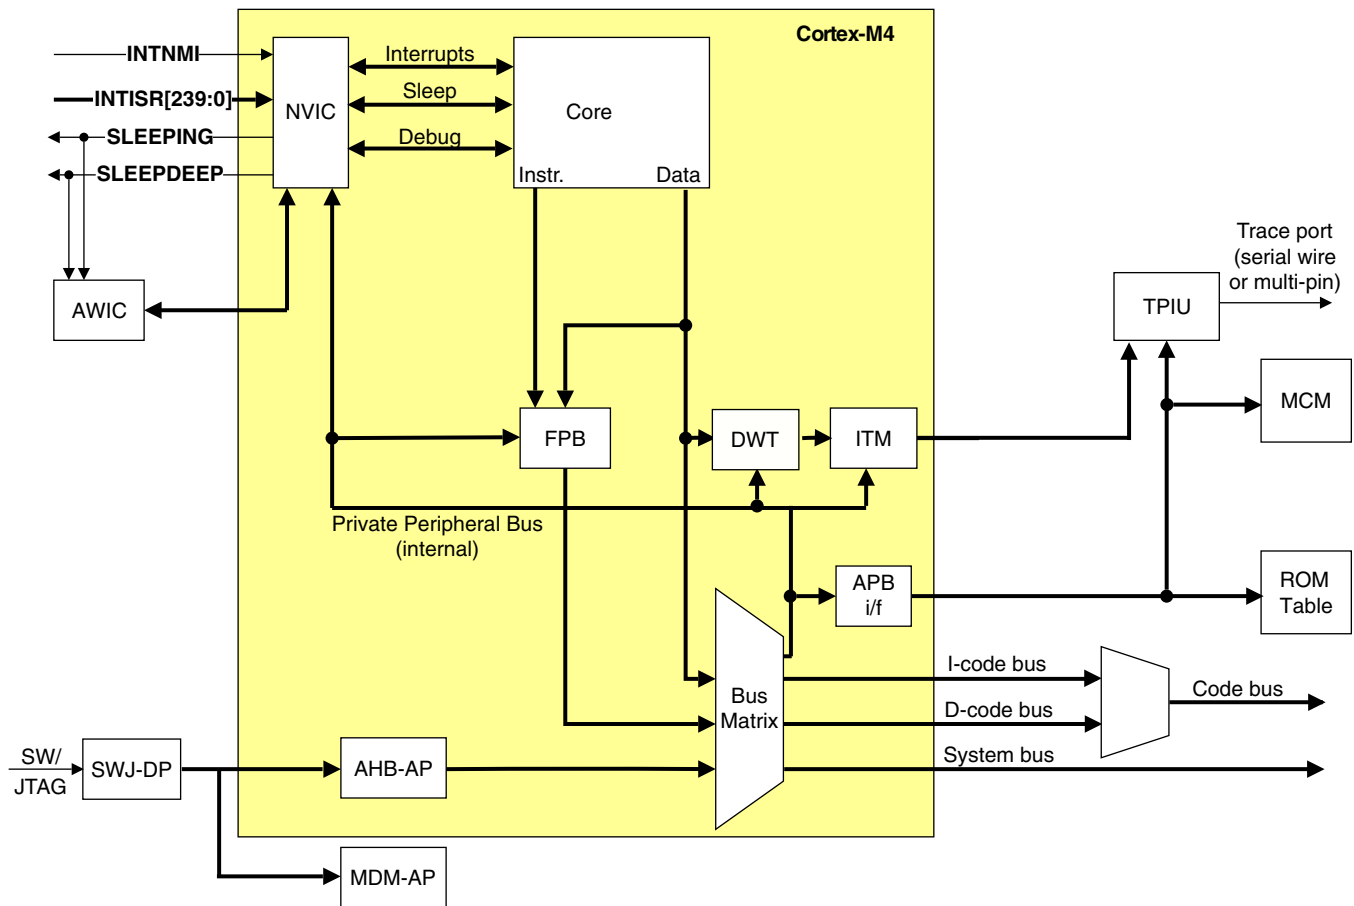 Cortex-M4
INTNMI
INTISR[239:0]
SLEEPING
SLEEPDEEP
NVIC
Interrupts
Sleep
Debug
Core
Instr.
Data
AWIC
Trace port
(serial wire
or multi-pin)
TPIU
MCM
FPB
DWT
ITM
Private Peripheral Bus
(internal)
APB
i/f
ROM
Table
Bus
Matrix
I-code bus
D-code bus
System bus
Code bus
SW/
JTAG
SWJ-DP
AHB-AP
MDM-AP